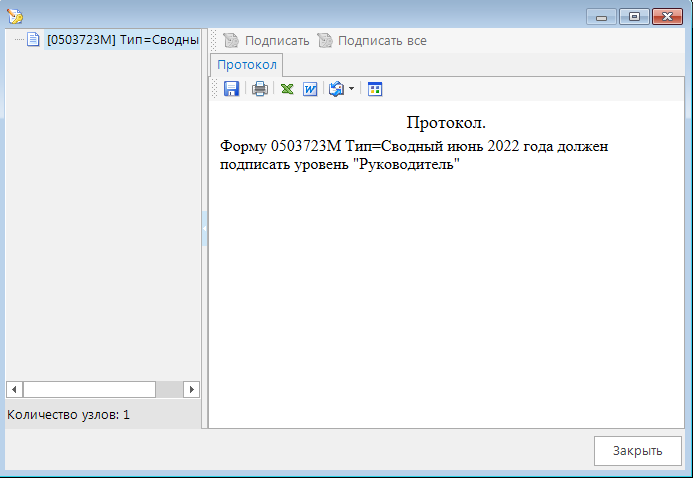 [0503723M] Тип=Сводны
Подписать Подписать все
Протокол
Протокол.
Форму 0503723M Тип=Сводный июнь 2022 года должен
подписать уровень "Руководитель"
Количество узлов: 1
Закрыть